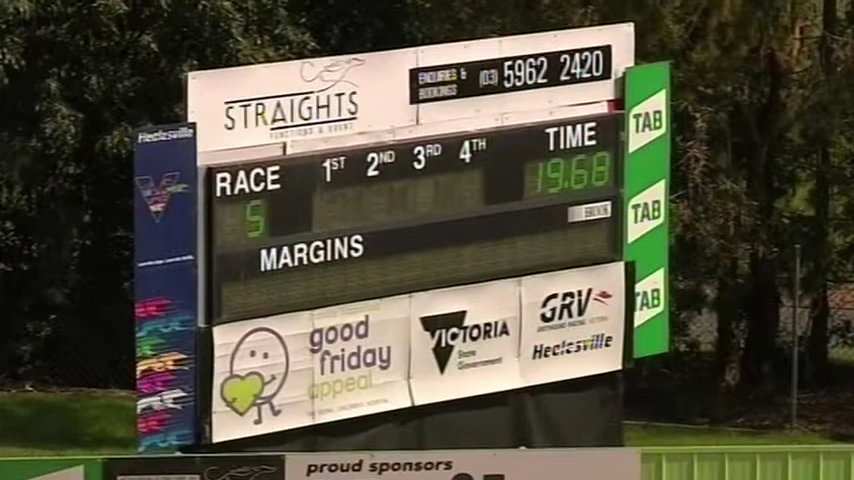 ENQUIRIES &
BOOKINGS
(03) 5962 2420
STRAIGHTS
FUNCTIONS & EVENT
Healesville
TAB
TAB
TAB
RACE 1ST 2ND 3RD 4TH TIME
5 19.68
MARGINS
good
friday
appeal
VICTORIA
State
Government
GRV
Healesville
proud sponsors